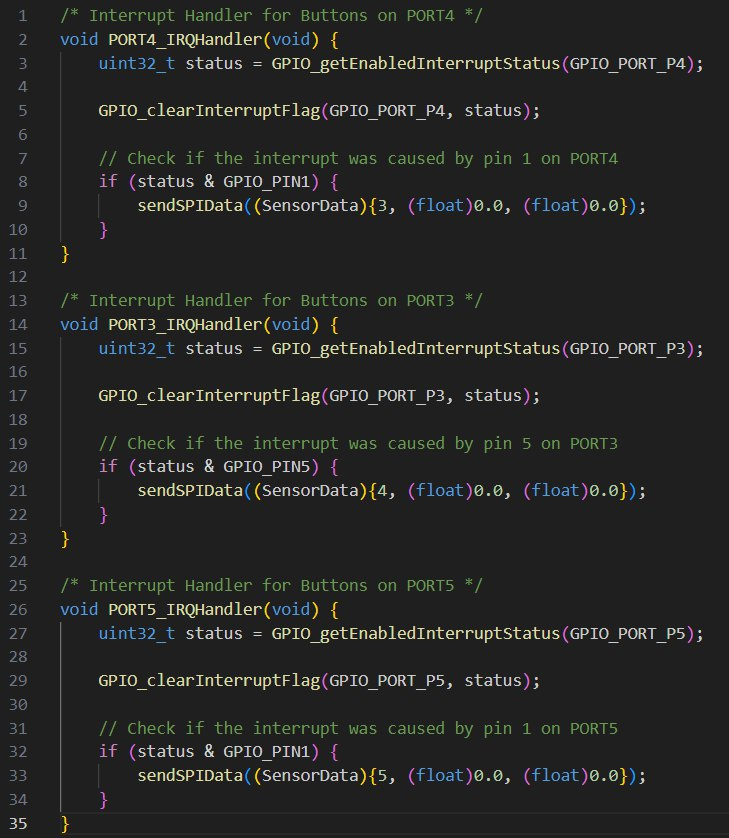 1 /* Interrupt Handler for Buttons on PORT4 */
2 void PORT4_IRQHandler(void) {
3     uint32_t status = GPIO_getEnabledInterruptStatus(GPIO_PORT_P4);
4
5     GPIO_clearInterruptFlag(GPIO_PORT_P4, status);
6
7     // Check if the interrupt was caused by pin 1 on PORT4
8     if (status & GPIO_PIN1) {
9         sendSPIData((SensorData){3, (float)0.0, (float)0.0});
10     }
11 }
12
13 /* Interrupt Handler for Buttons on PORT3 */
14 void PORT3_IRQHandler(void) {
15     uint32_t status = GPIO_getEnabledInterruptStatus(GPIO_PORT_P3);
16
17     GPIO_clearInterruptFlag(GPIO_PORT_P3, status);
18
19     // Check if the interrupt was caused by pin 5 on PORT3
20     if (status & GPIO_PIN5) {
21         sendSPIData((SensorData){4, (float)0.0, (float)0.0});
22     }
23 }
24
25 /* Interrupt Handler for Buttons on PORT5 */
26 void PORT5_IRQHandler(void) {
27     uint32_t status = GPIO_getEnabledInterruptStatus(GPIO_PORT_P5);
28
29     GPIO_clearInterruptFlag(GPIO_PORT_P5, status);
30
31     // Check if the interrupt was caused by pin 1 on PORT5
32     if (status & GPIO_PIN1) {
33         sendSPIData((SensorData){5, (float)0.0, (float)0.0});
34     }
35 }